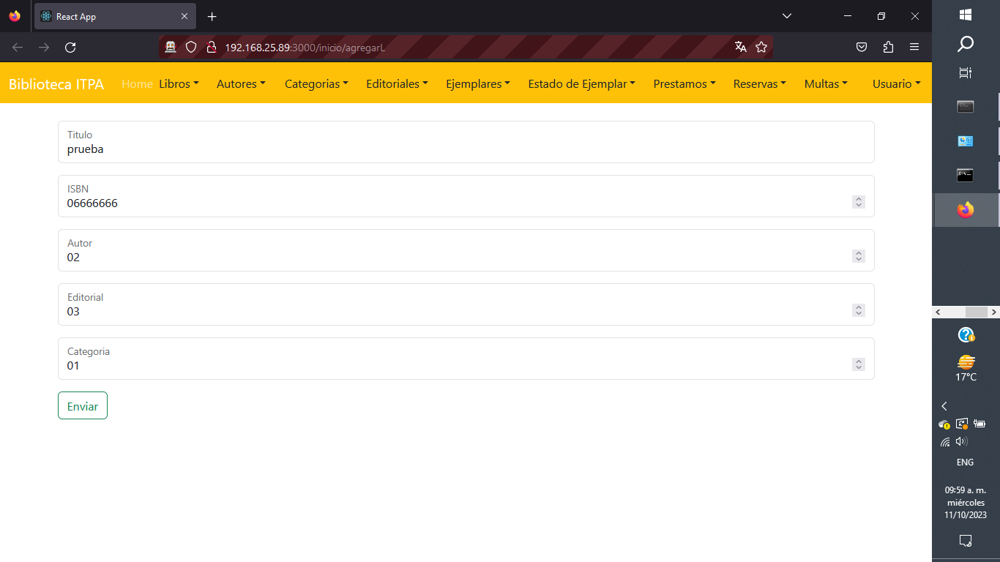 React App
192.168.25.89:3000/inicio/agregarL
Biblioteca ITPA Home Libros Autores Categorias Editoriales Ejemplares Estado de Ejemplar Prestamos Reservas Multas Usuario
Titulo
prueba
ISBN
06666666
Autor
02
Editorial
03
Categoria
01
Enviar
17°C
ENG
09:59 a. m.
miércoles
11/10/2023